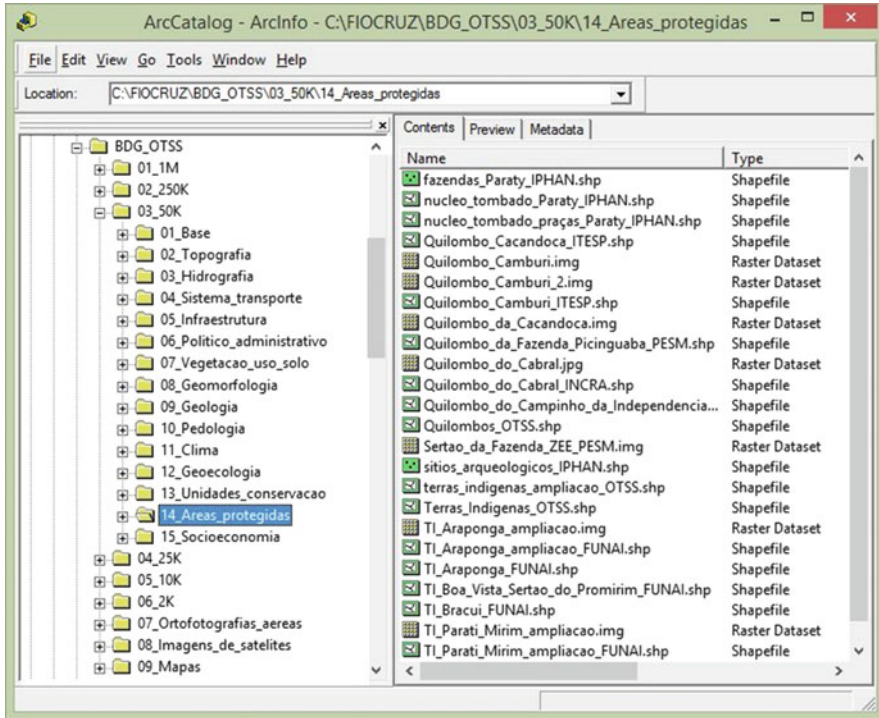 ArcCatalog - ArcInfo - C:\FIOCRUZ\BDG_OTSS\03_50K\14_Areas_protegidas
File Edit View Go Tools Window Help
Location: C:\FIOCRUZ\BDG_OTSS\03_50K\14_Areas_protegidas
BDG_OTSS
01_1M
02_250K
03_50K
01_Base
02_Topografia
03_Hidrografia
04_Sistema_transporte
05_Infraestrutura
06_Politico_administrativo
07_Vegetacao_uso_solo
08_Geomorfologia
09_Geologia
10_Pedologia
11_Clima
12_Geoecologia
13_Unidades_conservacao
14_Areas_protegidas
15_Socioeconomia
04_25K
05_10K
06_2K
07_Ortofotografias_aereas
08_Imagens_de_satelites
09_Mapas
Contents Preview Metadata
Name Type
fazendas_Paraty_IPHAN.shp Shapefile
nucleo_tombado_Paraty_IPHAN.shp Shapefile
nucleo_tombado_praças_Paraty_IPHAN.shp Shapefile
Quilombo_Cacandoca_ITESP.shp Shapefile
Quilombo_Camburi.img Raster Dataset
Quilombo_Camburi_2.img Raster Dataset
Quilombo_Camburi_ITESP.shp Shapefile
Quilombo_da_Cacandoca.img Raster Dataset
Quilombo_da_Fazenda_Picinguaba_PESM.shp Shapefile
Quilombo_do_Cabral.jpg Raster Dataset
Quilombo_do_Cabral_INCRA.shp Shapefile
Quilombo_do_Campinho_da_Independencia... Shapefile
Quilombos_OTSS.shp Shapefile
Sertao_da_Fazenda_ZEE_PESM.img Raster Dataset
sitios_arqueologicos_IPHAN.shp Shapefile
terras_indigenas_ampliacao_OTSS.shp Shapefile
Terras_Indigenas_OTSS.shp Shapefile
TI_Araponga_ampliacao.img Raster Dataset
TI_Araponga_ampliacao_FUNAI.shp Shapefile
TI_Araponga_FUNAI.shp Shapefile
TI_Boa_Vista_Sertao_do_Promirim_FUNAI.shp Shapefile
TI_Bracui_FUNAI.shp Shapefile
TI_Parati_Mirim_ampliacao.img Raster Dataset
TI_Parati_Mirim_ampliacao_FUNAI.shp Shapefile